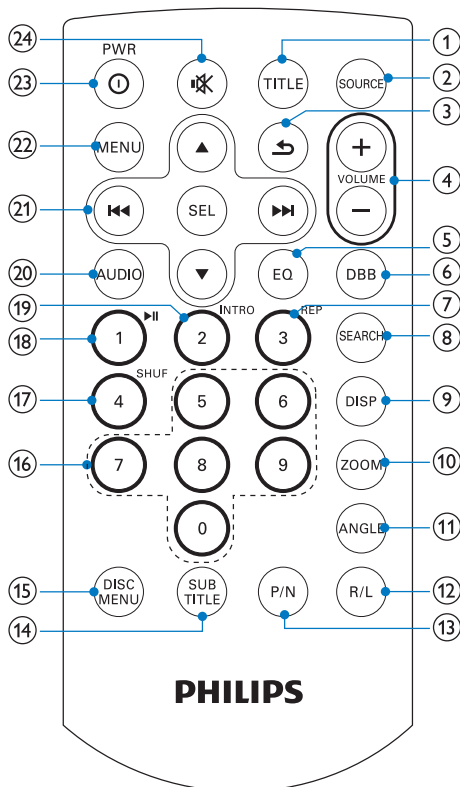 24 1
PWR
23 TITLE SOURCE 2
3
22 MENU + 4
VOLUME
21 SEL −
5
20 AUDIO EQ DBB 6
19 INTRO REP 7
18 1 2 3 SEARCH 8
SHUF
17 4 5 6 DISP 9
16 7 8 9 ZOOM 10
0 ANGLE 11
15 DISC MENU SUB TITLE P/N R/L 12
14 13
PHILIPS